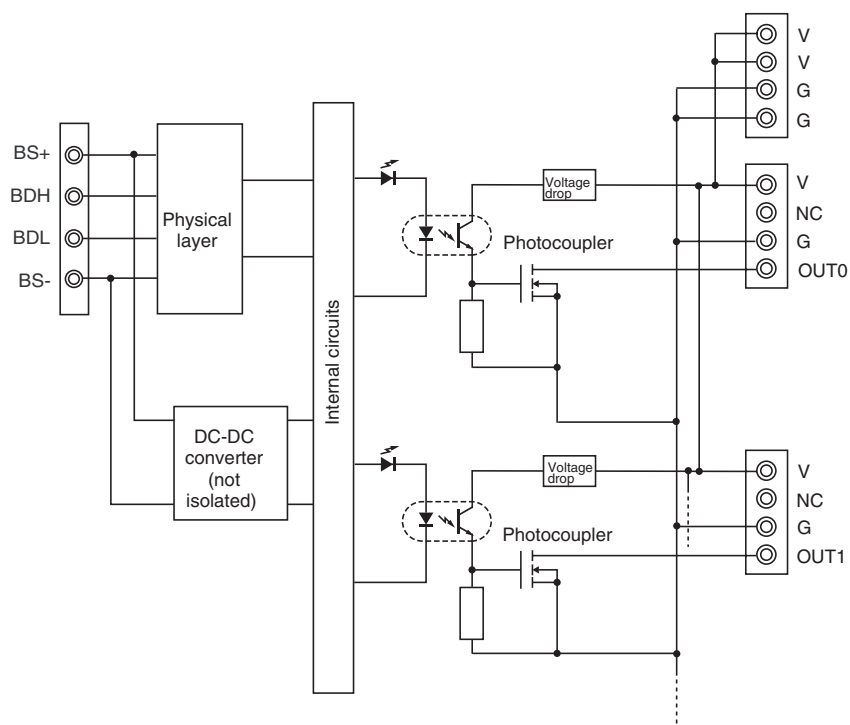 V
V
G
G
BS+
BDH
BDL
BS-
Physical
layer
Voltage
drop
Photocoupler
V
NC
G
OUT0
Internal circuits
DC-DC
converter
(not
isolated)
Voltage
drop
Photocoupler
V
NC
G
OUT1